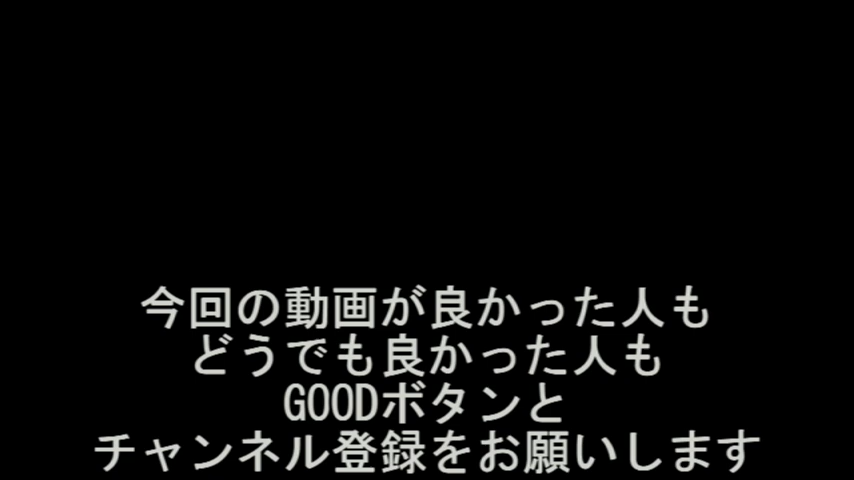 今回の動画が良かった人も
どうでも良かった人も
GOODボタンと
チャンネル登録をお願いします